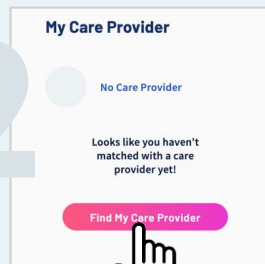 My Care Provider
No Care Provider
Looks like you haven't
matched with a care
provider yet!
Find My Care Provider